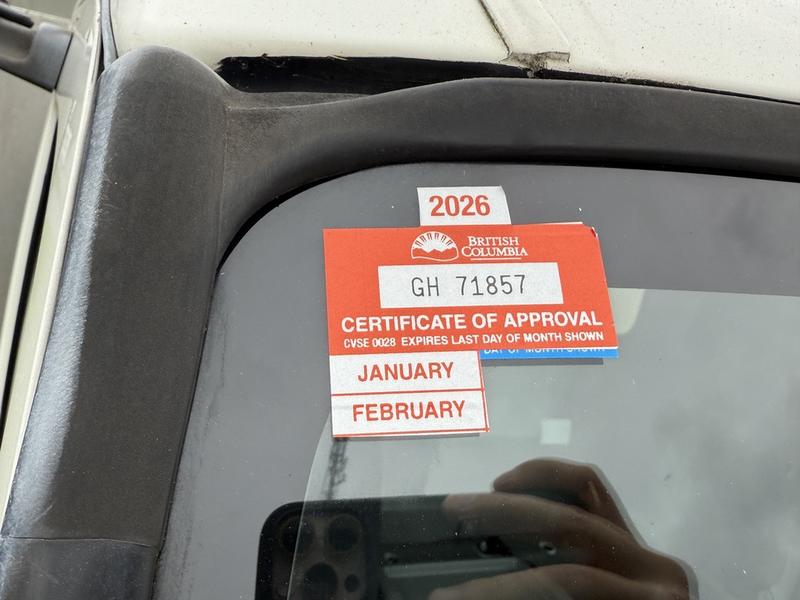 2026
BRITISH
COLUMBIA
GH 71857
CERTIFICATE OF APPROVAL
CVSE 0028 EXPIRES LAST DAY OF MONTH SHOWN
DAY OF MONTH SHOWN
JANUARY
FEBRUARY